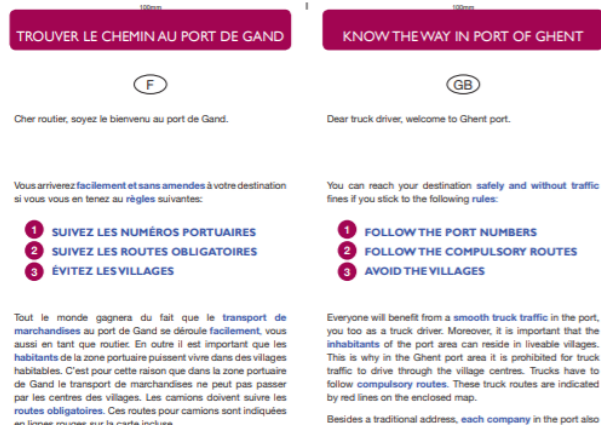 100mm
TROUVER LE CHEMIN AU PORT DE GAND
F
Cher routier, soyez le bienvenu au port de Gand.
Vous arriverez facilement et sans amendes à votre destination
si vous vous en tenez au règles suivantes:
1 SUIVEZ LES NUMÉROS PORTUAIRES
2 SUIVEZ LES ROUTES OBLIGATOIRES
3 ÉVITEZ LES VILLAGES
Tout le monde gagnera du fait que le transport de
marchandises au port de Gand se déroule facilement, vous
aussi en tant que routier. En outre il est important que les
habitants de la zone portuaire puissent vivre dans des villages
habitables. C'est pour cette raison que dans la zone portuaire
de Gand le transport de marchandises ne peut pas passer
par les centres des villages. Les camions doivent suivre les
routes obligatoires. Ces routes pour camions sont indiquées
en lignes rouges sur la carte incluse.
100mm
KNOW THE WAY IN PORT OF GHENT
GB
Dear truck driver, welcome to Ghent port.
You can reach your destination safely and without traffic
fines if you stick to the following rules:
1 FOLLOW THE PORT NUMBERS
2 FOLLOW THE COMPULSORY ROUTES
3 AVOID THE VILLAGES
Everyone will benefit from a smooth truck traffic in the port,
you too as a truck driver. Moreover, it is important that the
inhabitants of the port area can reside in liveable villages.
This is why in the Ghent port area it is prohibited for truck
traffic to drive through the village centres. Trucks have to
follow compulsory routes. These truck routes are indicated
by red lines on the enclosed map.
Besides a traditional address, each company in the port also